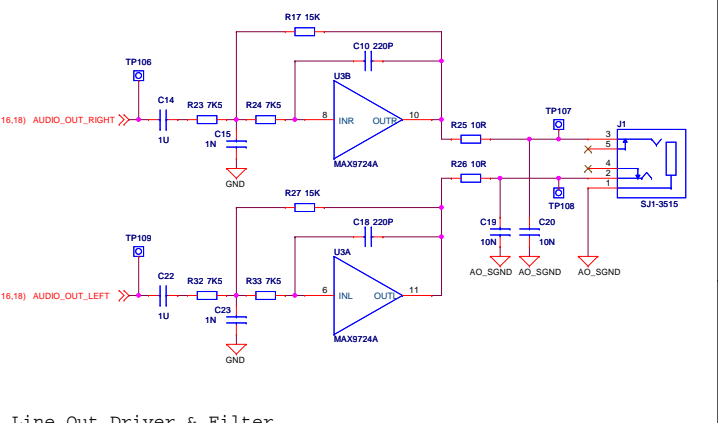 R17 15K
C10 220P
TP106
U3B
C14
R23 7K5
R24 7K5
8
INR
OUTR
10
16,18) AUDIO_OUT_RIGHT
1U
C15
1N
MAX9724A
GND
R25 10R
TP107
J1
3
5
R26 10R
4
2
1
TP108
SJ1-3515
R27 15K
C18 220P
C19
10N
C20
10N
AO_SGND
AO_SGND
AO_SGND
TP109
U3A
C22
R32 7K5
R33 7K5
6
INL
OUTL
11
16,18) AUDIO_OUT_LEFT
1U
C23
1N
MAX9724A
GND
Line Out Driver & Filter